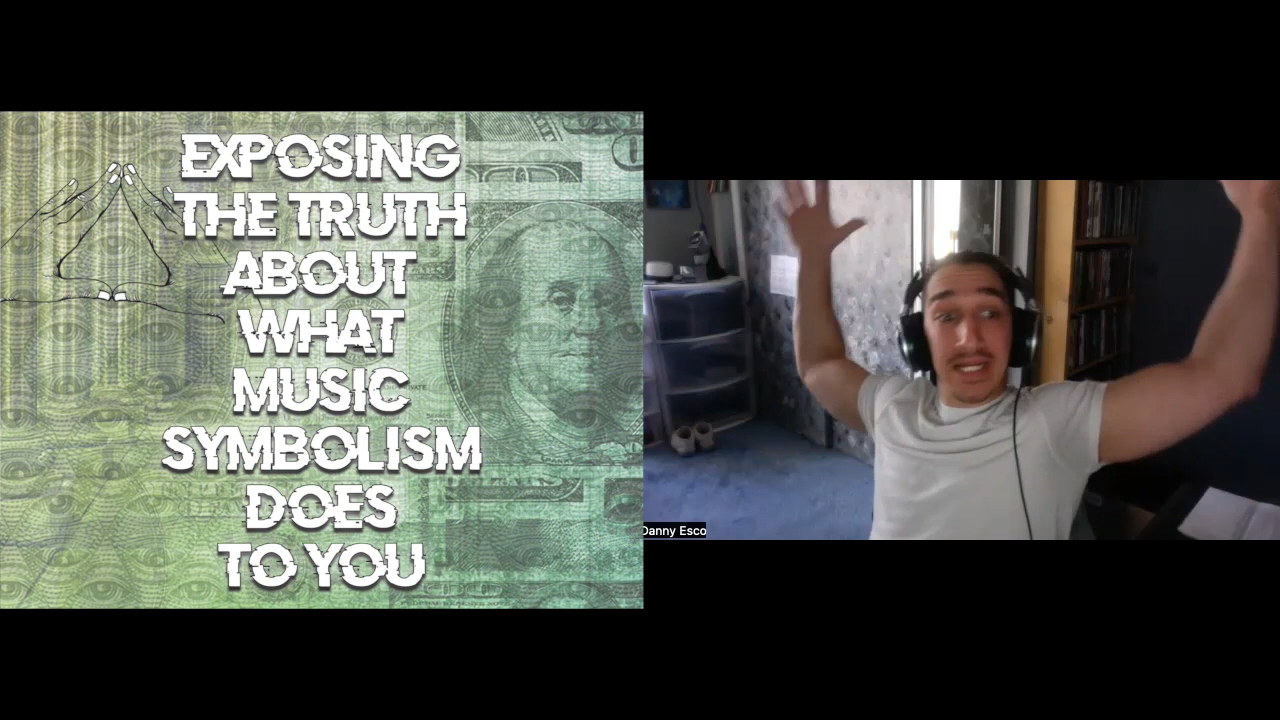 EXPOSING
THE TRUTH
ABOUT
WHAT
MUSIC
SYMBOLISM
DOES
TO YOU
Danny Esco